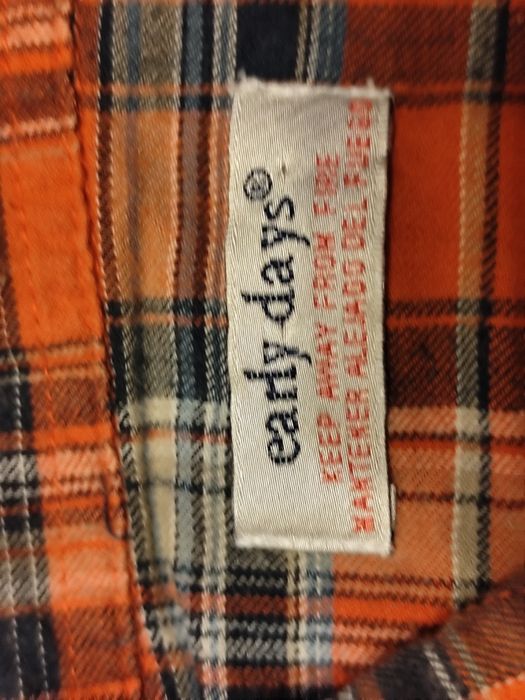 early days®
KEEP AWAY FROM FIRE
MANTENER ALEJADO DEL FUEGO